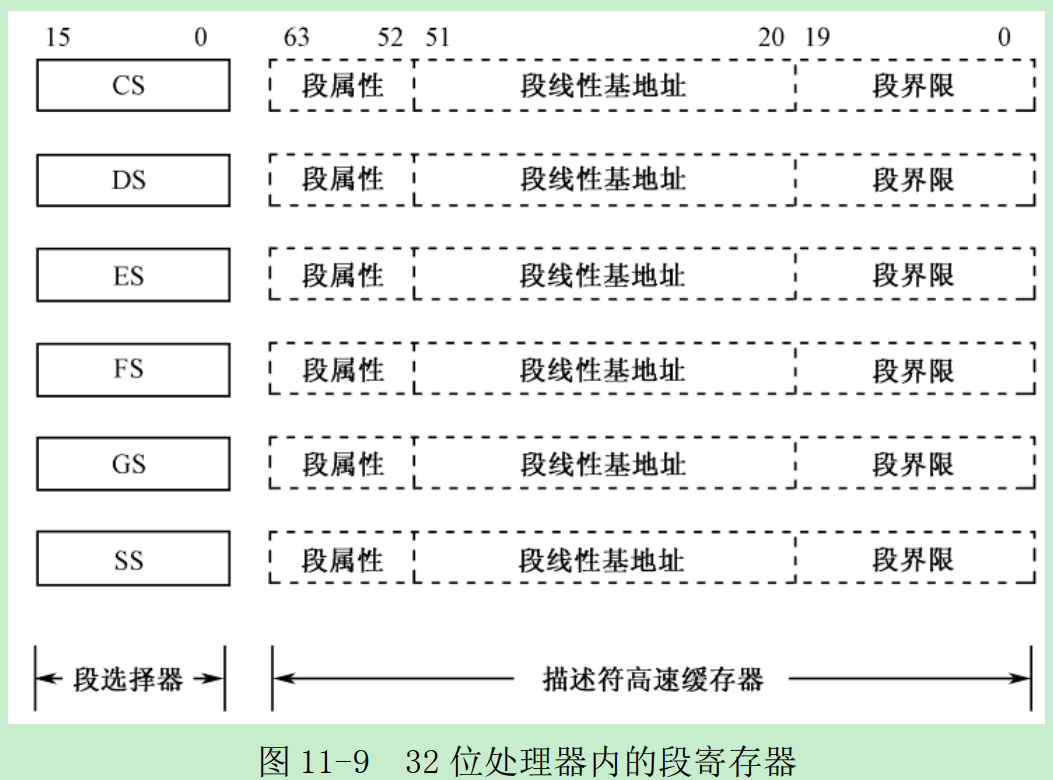 15 0 63 52 51 20 19 0
CS 段属性 段线性基地址 段界限
DS 段属性 段线性基地址 段界限
ES 段属性 段线性基地址 段界限
FS 段属性 段线性基地址 段界限
GS 段属性 段线性基地址 段界限
SS 段属性 段线性基地址 段界限
段选择器 描述符高速缓存器
图 11-9 32 位处理器内的段寄存器